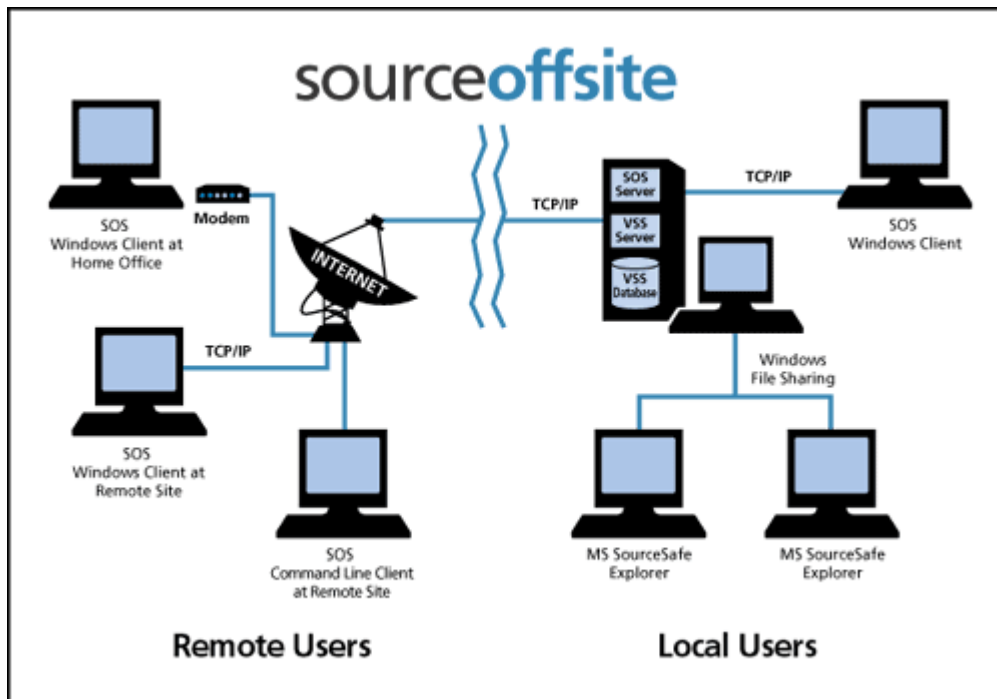 sourceoffsite
SOS
Windows Client at
Home Office
Modem
INTERNET
TCP/IP
SOS
Windows Client at
Remote Site
SOS
Command Line Client
at Remote Site
Remote Users
TCP/IP
SOS
Server
VSS
Server
VSS
Database
TCP/IP
SOS
Windows Client
Windows
File Sharing
MS SourceSafe
Explorer
MS SourceSafe
Explorer
Local Users